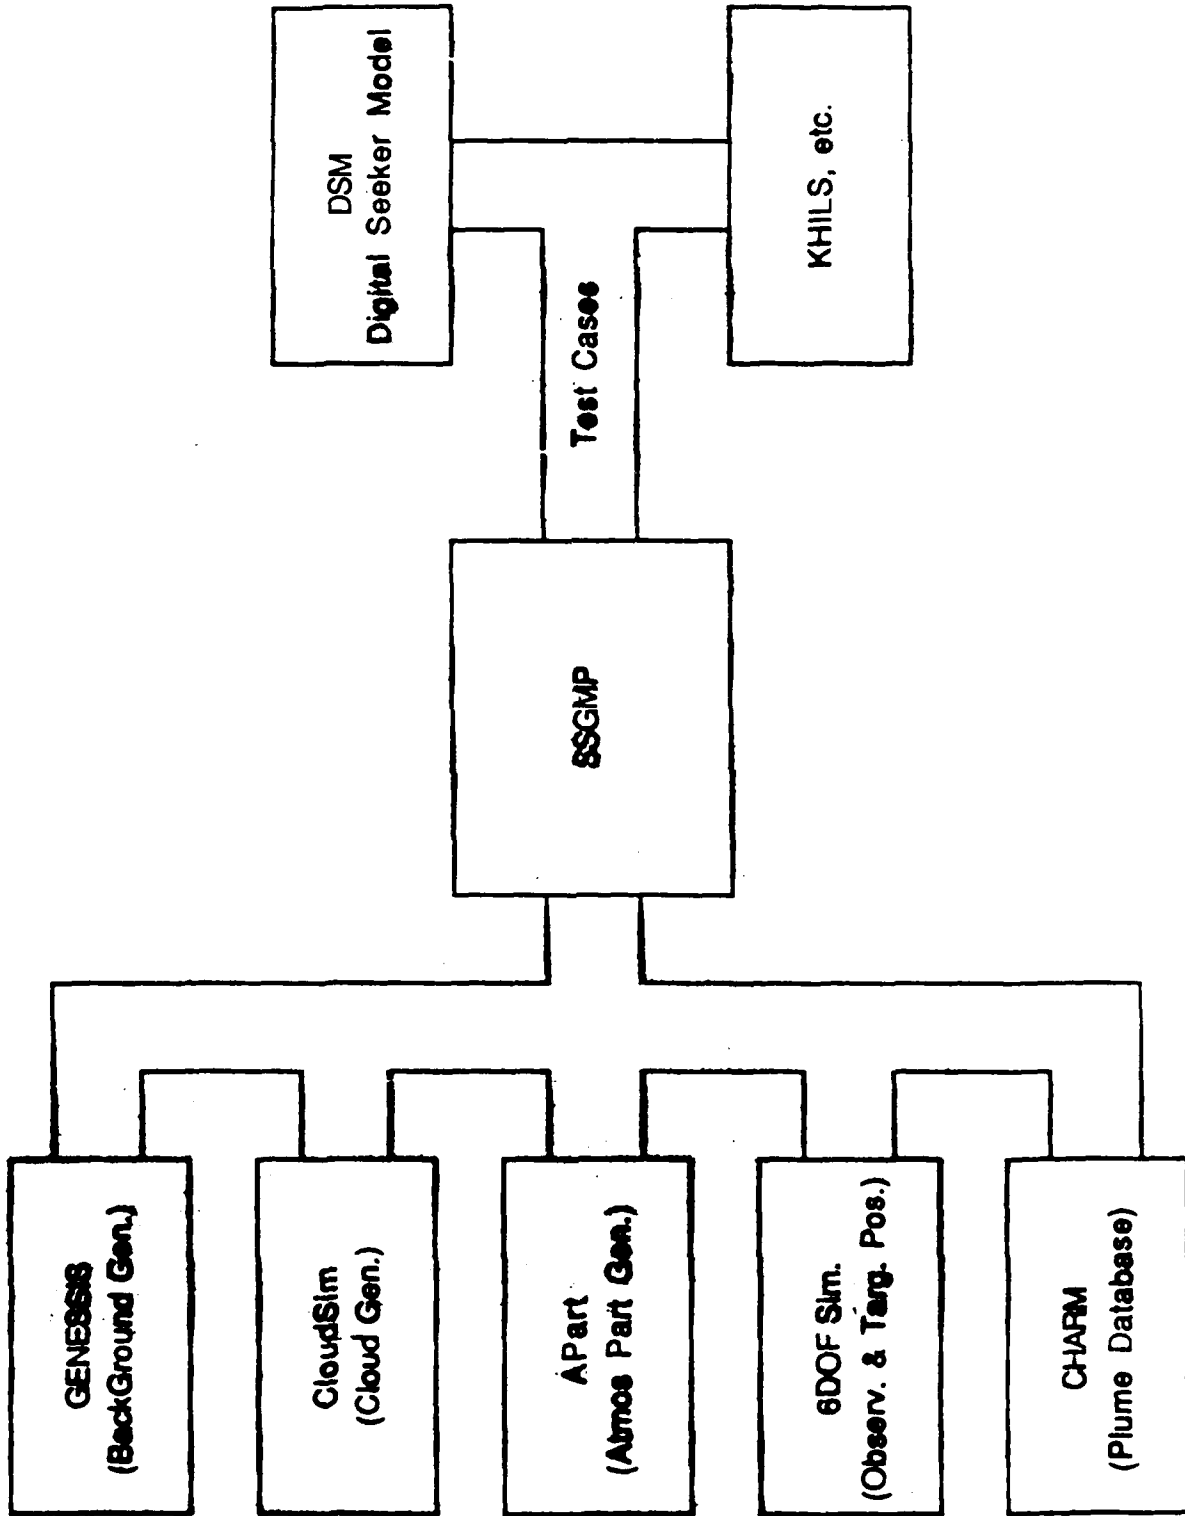 GENESSIS
(BackGround Gen.)
CloudSim
(Cloud Gen.)
APart
(Atmos Part Gen.)
6DOF Sim.
(Observ. & Targ. Pos.)
CHARM
(Plume Database)
SSGMP
Test Cases
DSM
Digital Seeker Model
KHILS, etc.